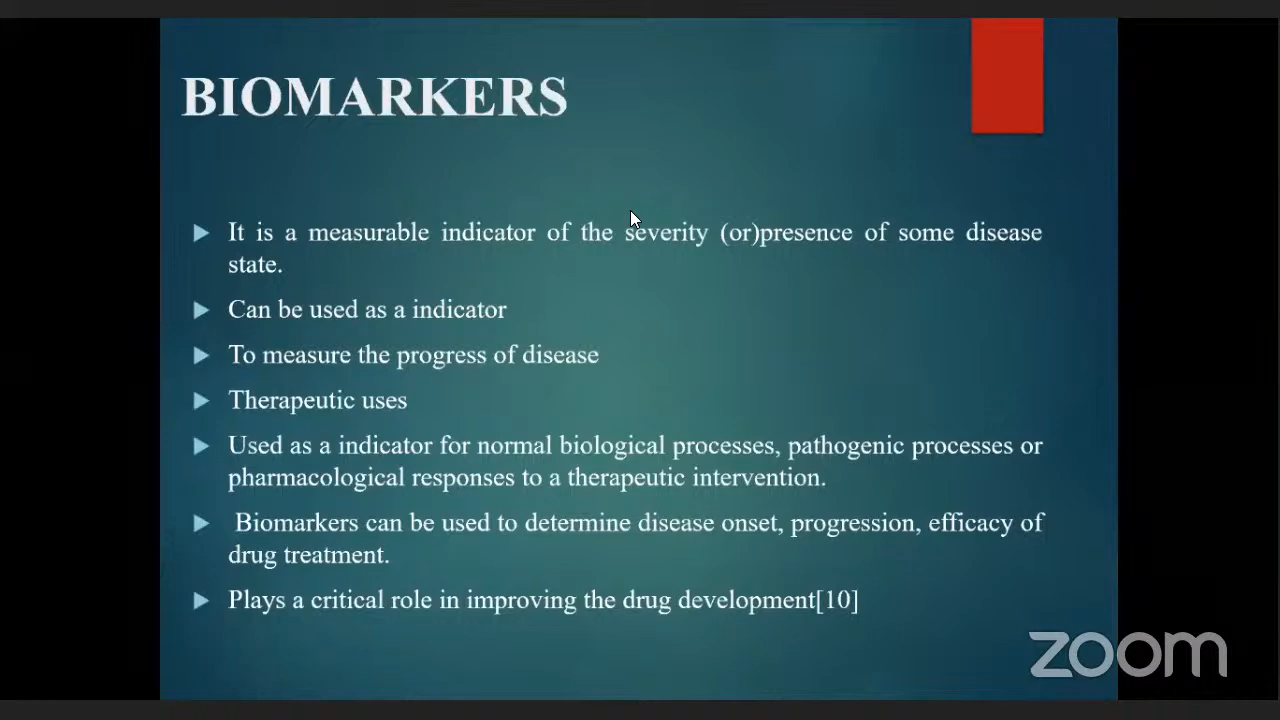 BIOMARKERS
It is a measurable indicator of the severity (or)presence of some disease
state.
Can be used as a indicator
To measure the progress of disease
Therapeutic uses
Used as a indicator for normal biological processes, pathogenic processes or
pharmacological responses to a therapeutic intervention.
Biomarkers can be used to determine disease onset, progression, efficacy of
drug treatment.
Plays a critical role in improving the drug development[10]
zoom